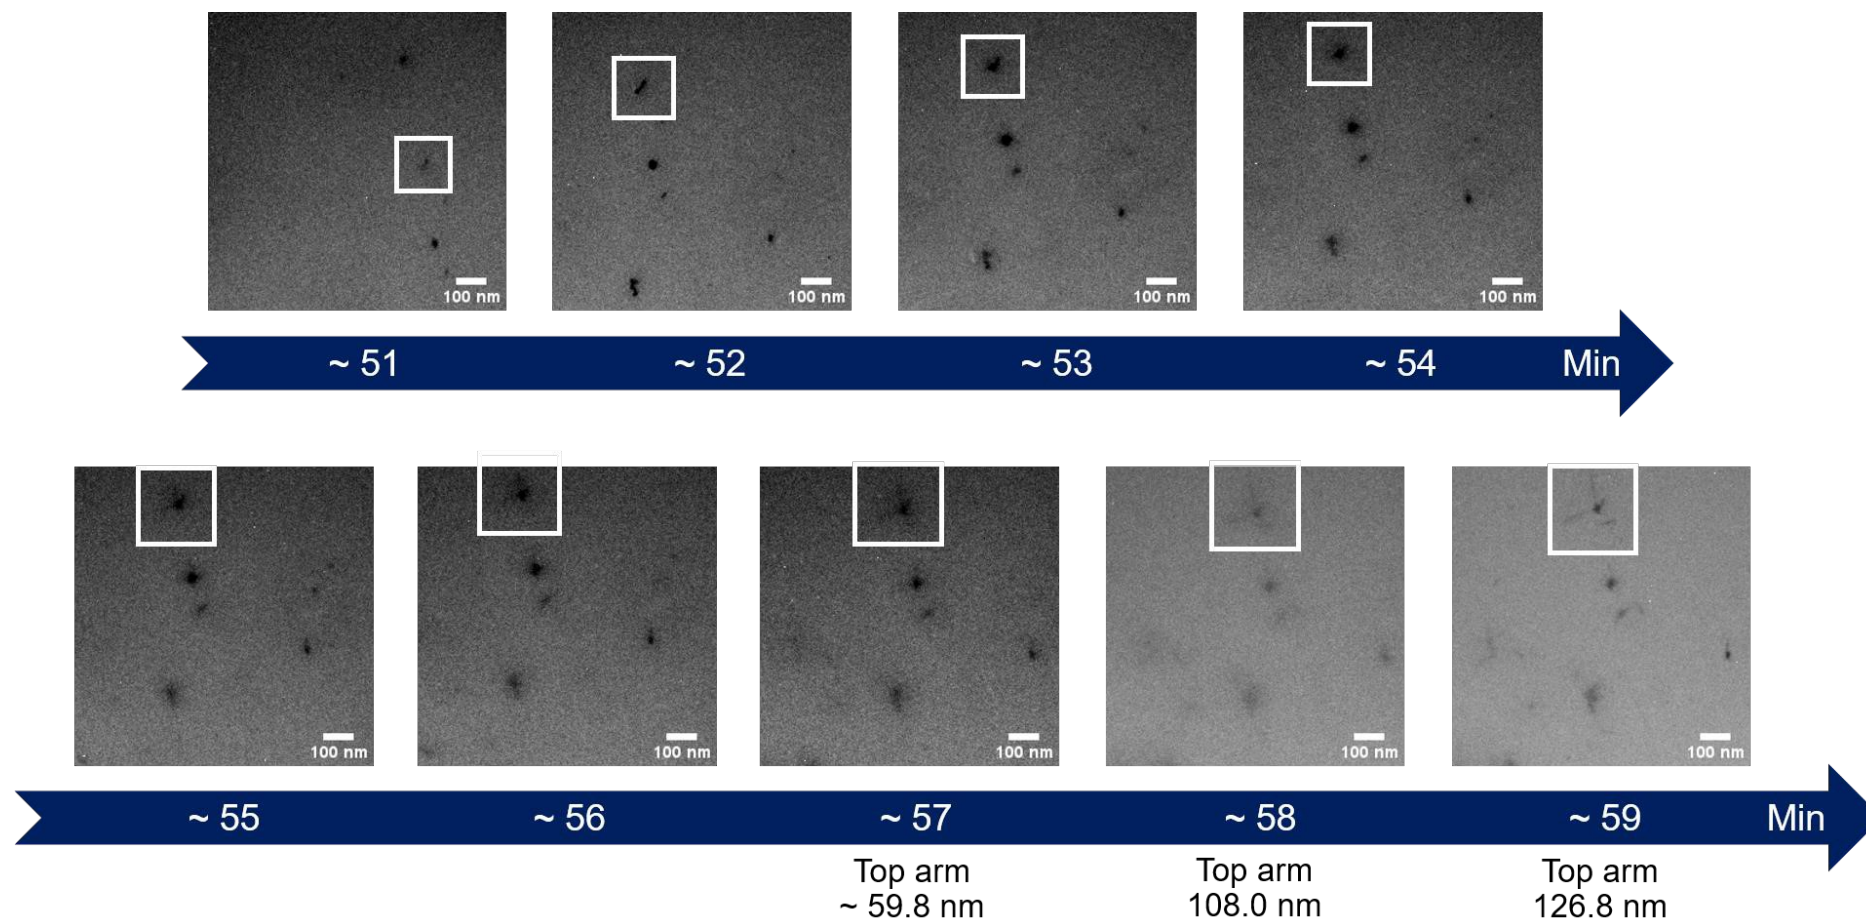 100 nm
100 nm
100 nm
100 nm
~ 51
~ 52
~ 53
~ 54
Min
100 nm
100 nm
100 nm
100 nm
100 nm
~ 55
~ 56
~ 57
~ 58
~ 59
Min
Top arm
~ 59.8 nm
Top arm
108.0 nm
Top arm
126.8 nm